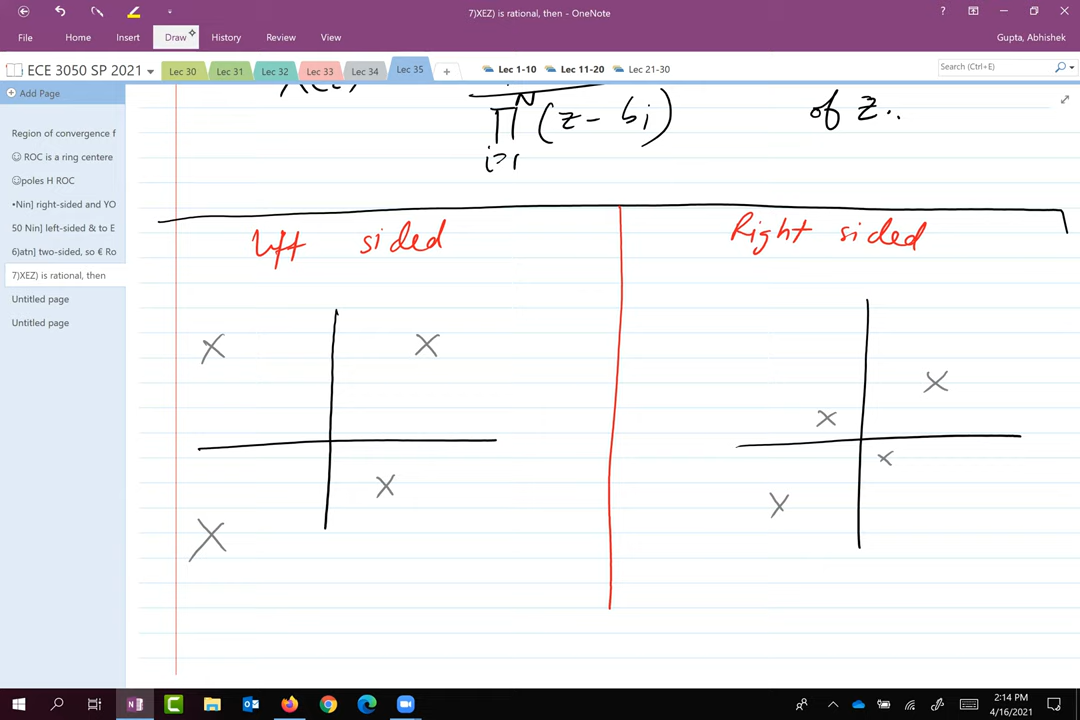 7)XEZ) is rational, then - OneNote
?
File Home Insert Draw History Review View
Gupta, Abhishek
ECE 3050 SP 2021
Lec 30 Lec 31 Lec 32 Lec 33 Lec 34 Lec 35 +
Lec 1-10 Lec 11-20 Lec 21-30
Search (Ctrl+E)
Add Page
Region of convergence f
ROC is a ring centere
poles H ROC
•Nin] right-sided and YO
50 Nin] left-sided & to E
6)atn] two-sided, so € Ro
7)XEZ) is rational, then
Untitled page
Untitled page
N
∏ (z - bi)
i=1
of z..
Left sided
Right sided
X X
X
X
X
X
X
X
2:14 PM
4/16/2021